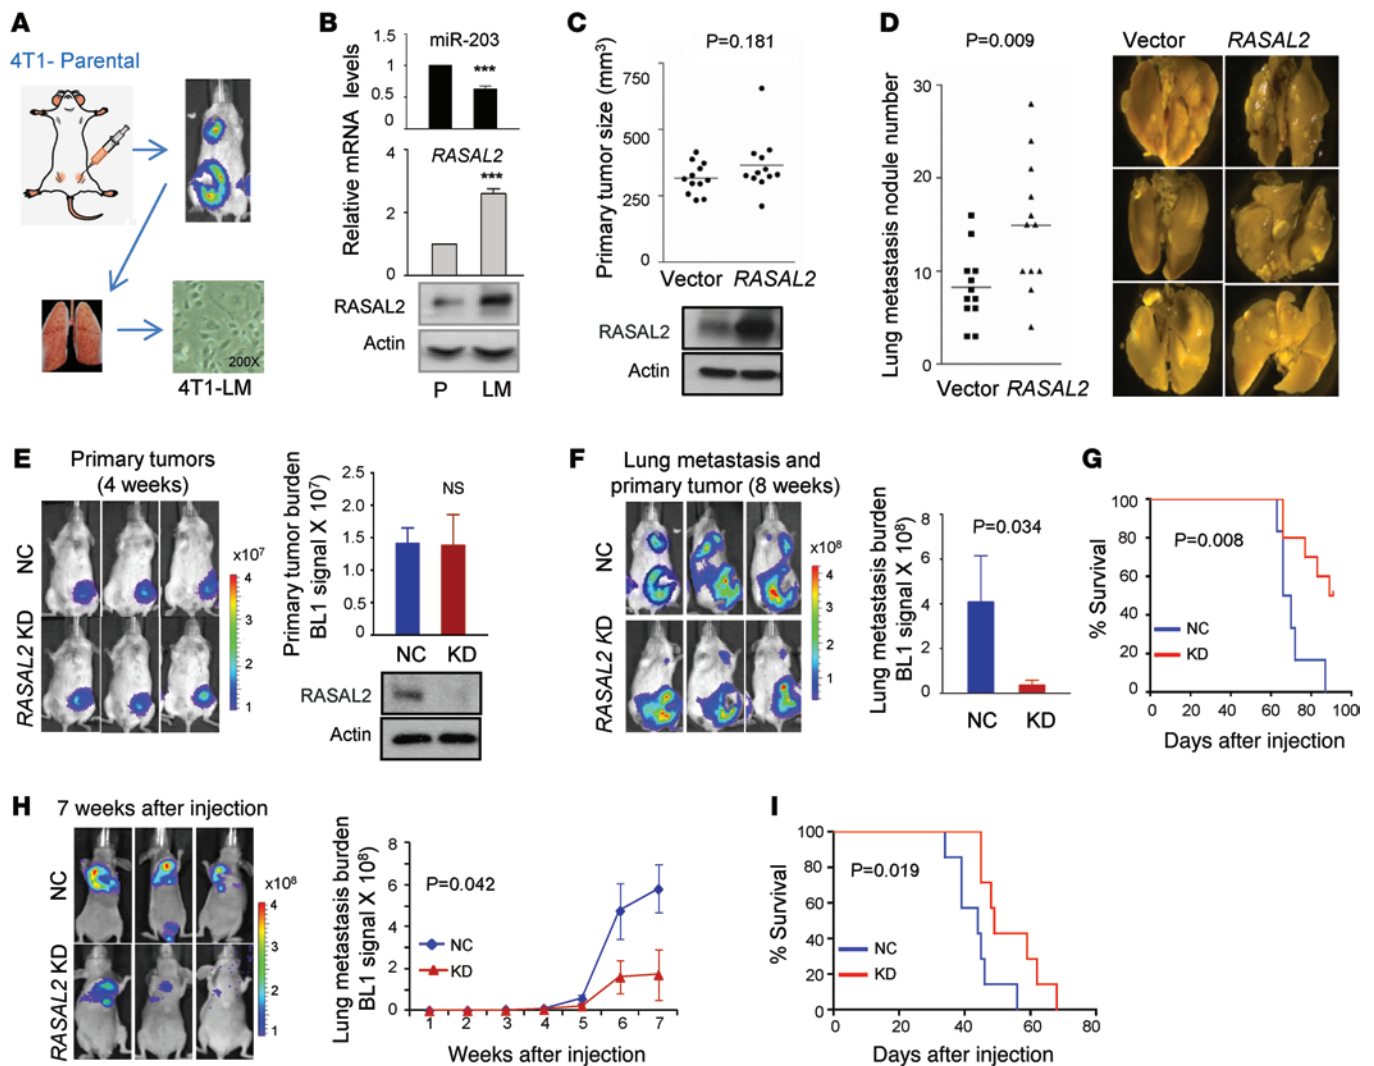 A
4T1- Parental
200X
4T1-LM
B
miR-203
Relative mRNA levels
1.5
1
0.5
0
***
RASAL2
4
2
0
***
RASAL2
Actin
P LM
C
P=0.181
Primary tumor size (mm³)
750
500
250
0
Vector RASAL2
RASAL2
Actin
D
P=0.009
Lung metastasis nodule number
30
20
10
0
Vector RASAL2
Vector RASAL2
E
Primary tumors
(4 weeks)
NC
RASAL2 KD
x10⁷
4
3
2
1
Primary tumor burden
BL1 signal X 10⁷)
2.5
2.0
1.5
1.0
0.5
0
NS
NC KD
RASAL2
Actin
F
Lung metastasis and
primary tumor (8 weeks)
NC
RASAL2 KD
x10⁸
4
3
2
1
Lung metastasis burden
BL1 signal X 10⁸)
8
6
4
2
0
P=0.034
NC KD
G
% Survival
100
80
60
40
20
0
P=0.008
NC
KD
0 20 40 60 80 100
Days after injection
H
7 weeks after injection
NC
RASAL2 KD
x10⁶
4
3
2
1
Lung metastasis burden
BL1 signal X 10⁸)
8
6
4
2
0
P=0.042
NC
KD
1 2 3 4 5 6 7
Weeks after injection
I
% Survival
100
80
60
40
20
0
P=0.019
NC
KD
0 20 40 60 80
Days after injection